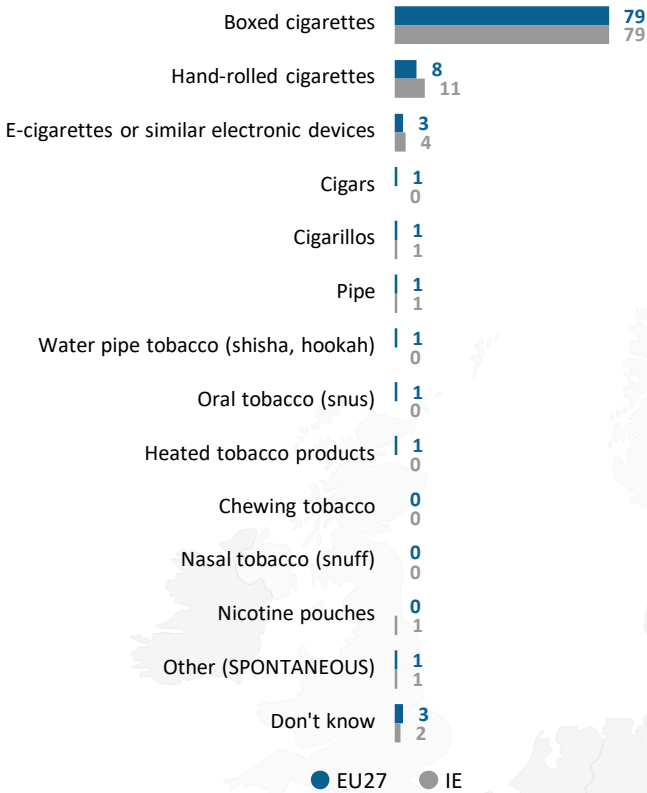 Boxed cigarettes 79
79
Hand-rolled cigarettes 8
11
E-cigarettes or similar electronic devices 3
4
Cigars 1
0
Cigarillos 1
1
Pipe 1
1
Water pipe tobacco (shisha, hookah) 1
0
Oral tobacco (snus) 1
0
Heated tobacco products 1
0
Chewing tobacco 0
0
Nasal tobacco (snuff) 0
0
Nicotine pouches 0
1
Other (SPONTANEOUS) 1
1
Don't know 3
2
EU27 IE